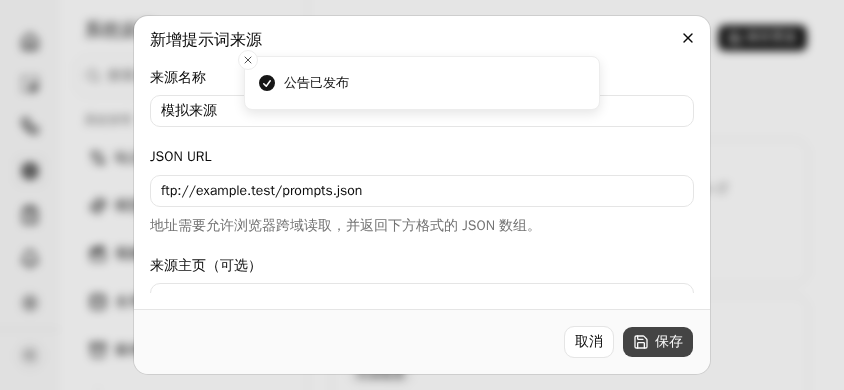 新增提示词来源
来源名称
公告已发布
模拟来源
JSON URL
ftp://example.test/prompts.json
地址需要允许浏览器跨域读取，并返回下方格式的 JSON 数组。
来源主页（可选）
取消
保存